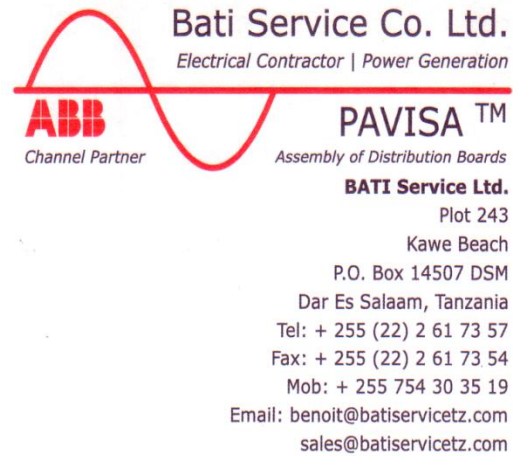 Bati Service Co. Ltd.
Electrical Contractor | Power Generation
ABB
PAVISA ™
Channel Partner
Assembly of Distribution Boards
BATI Service Ltd.
Plot 243
Kawe Beach
P.O. Box 14507 DSM
Dar Es Salaam, Tanzania
Tel: + 255 (22) 2 61 73 57
Fax: + 255 (22) 2 61 73 54
Mob: + 255 754 30 35 19
Email: benoit@batiservicetz.com
sales@batiservicetz.com